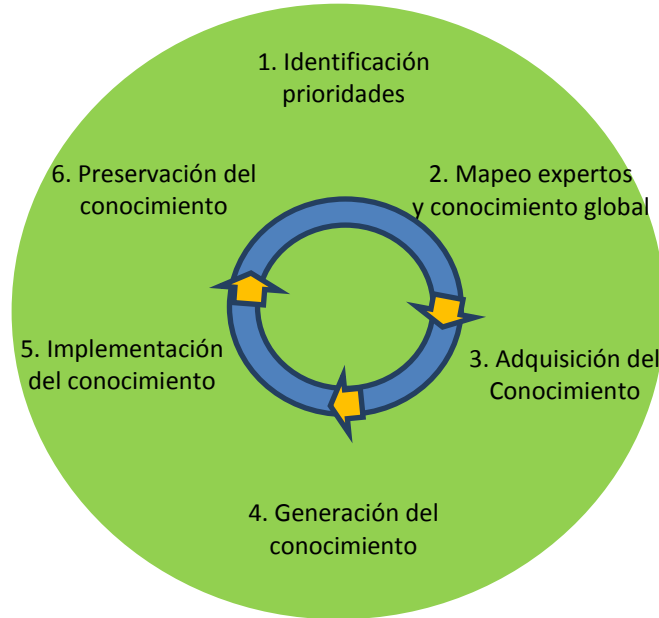 1. Identificación
prioridades
2. Mapeo expertos
y conocimiento global
3. Adquisición del
Conocimiento
4. Generación del
conocimiento
5. Implementación
del conocimiento
6. Preservación del
conocimiento